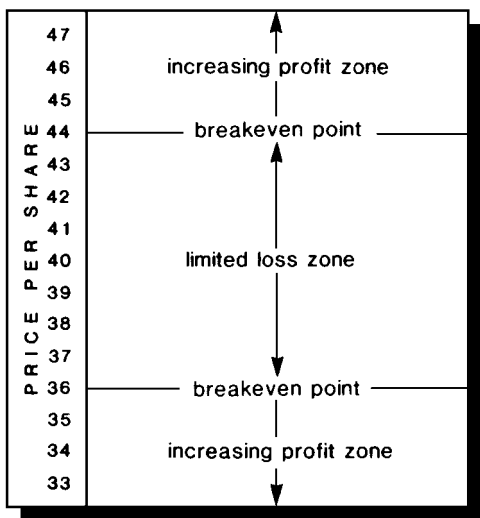 PRICE PER SHARE
47
46 increasing profit zone
45
44 breakeven point
43
42
41
40 limited loss zone
39
38
37
36 breakeven point
35
34 increasing profit zone
33